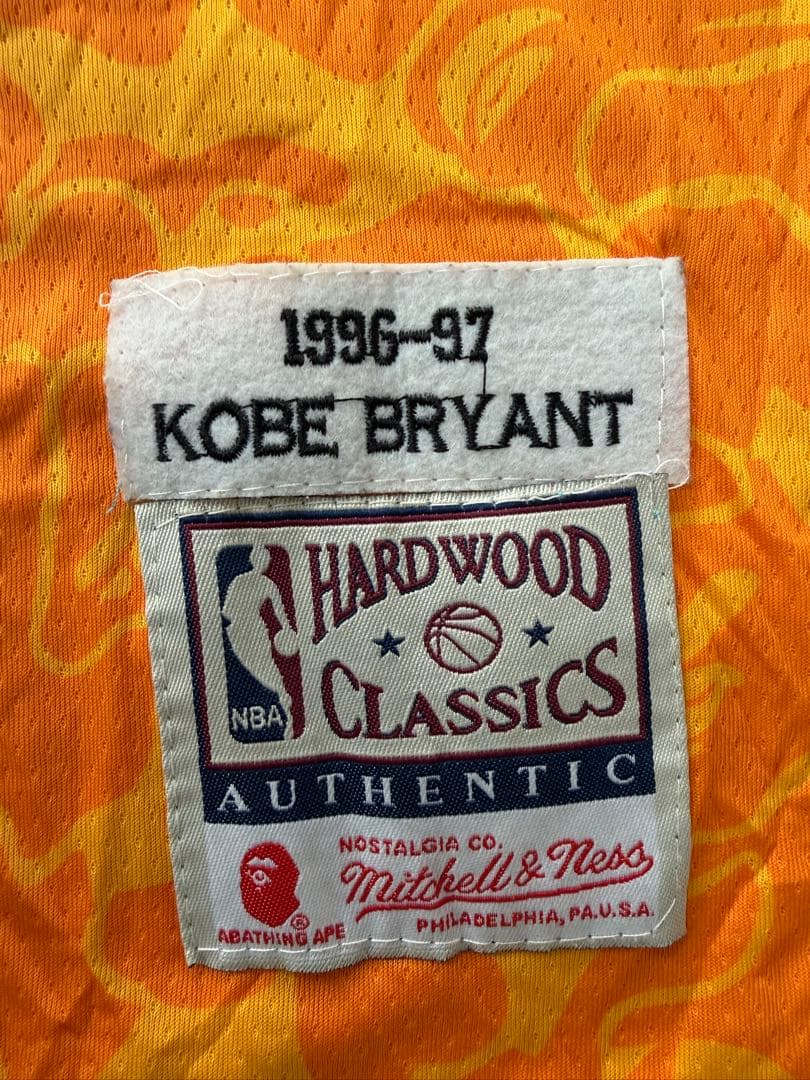 1996-97
KOBE BRYANT
HARDWOOD
CLASSICS
NBA
AUTHENTIC
NOSTALGIA CO.
Mitchell & Ness
PHILADELPHIA, PA.U.S.A.
®
ABATHING APE